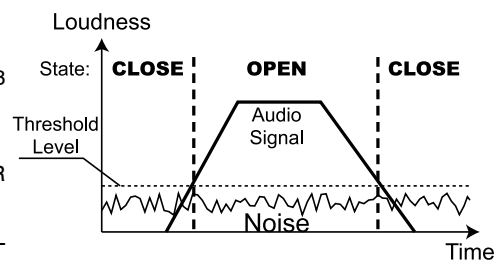 Loudness
State: CLOSE OPEN CLOSE
Audio
Signal
Threshold
Level
Noise
Time